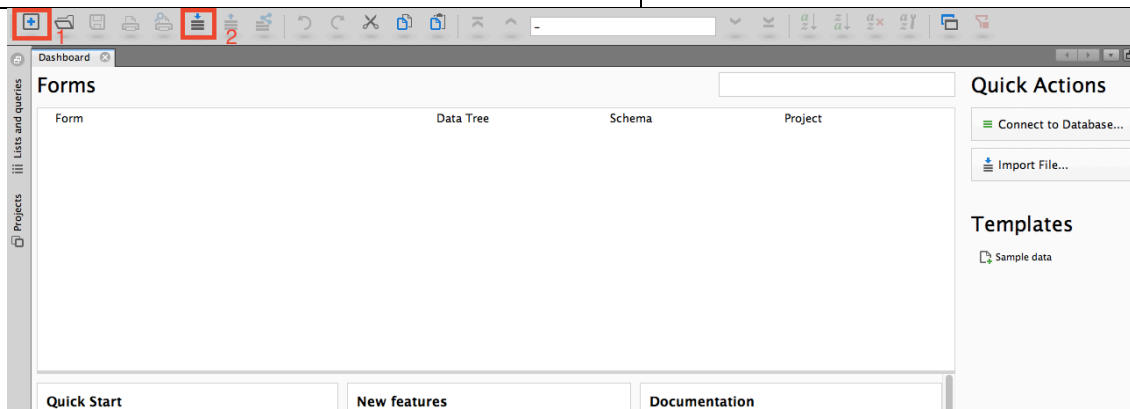 1
2
-
Dashboard
Lists and queries
Projects
Forms
Form Data Tree Schema Project
Quick Actions
Connect to Database...
Import File...
Templates
Sample data
Quick Start
New features
Documentation